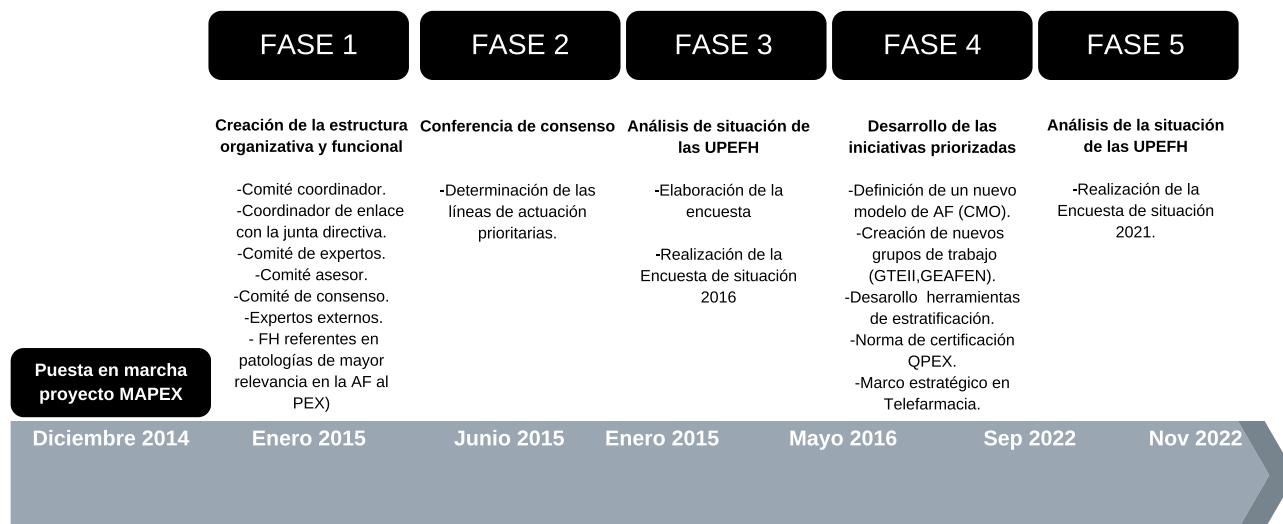 FASE 1
Creación de la estructura
organizativa y funcional
-Comité coordinador.
-Coordinador de enlace
con la junta directiva.
-Comité de expertos.
-Comité asesor.
-Comité de consenso.
-Expertos externos.
- FH referentes en
patologías de mayor
relevancia en la AF al
PEX)
FASE 2
Conferencia de consenso
-Determinación de las
líneas de actuación
prioritarias.
FASE 3
Análisis de situación de
las UPEFH
-Elaboración de la
encuesta
-Realización de la
Encuesta de situación
2016
FASE 4
Desarrollo de las
iniciativas priorizadas
-Definición de un nuevo
modelo de AF (CMO).
-Creación de nuevos
grupos de trabajo
(GTEII,GEAFEN).
-Desarollo herramientas
de estratificación.
-Norma de certificación
QPEX.
-Marco estratégico en
Telefarmacia.
FASE 5
Análisis de la situación
de las UPEFH
-Realización de la
Encuesta de situación
2021.
Puesta en marcha
proyecto MAPEX
Diciembre 2014
Enero 2015
Junio 2015
Enero 2015
Mayo 2016
Sep 2022
Nov 2022